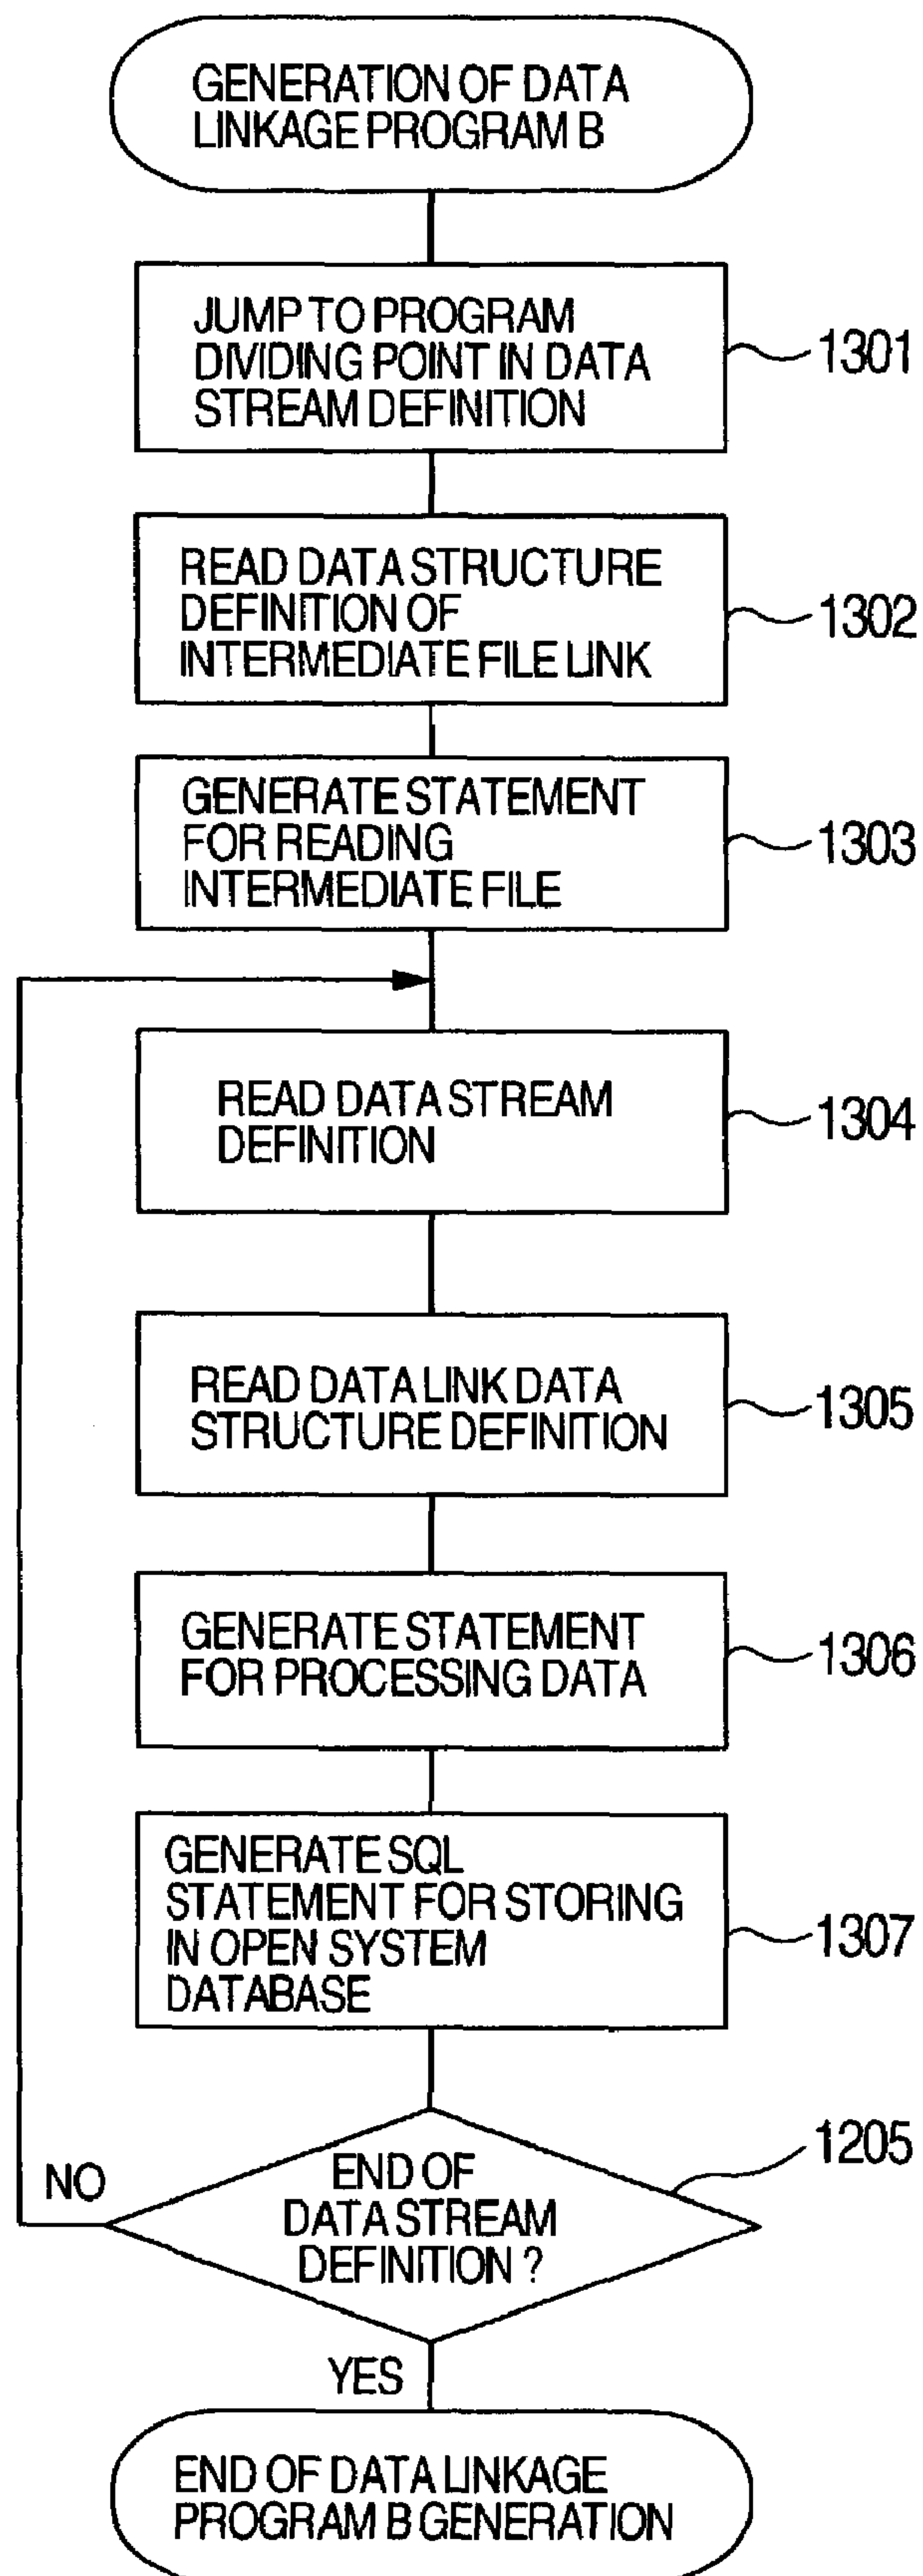 GENERATION OF DATA
LINKAGE PROGRAM B
JUMP TO PROGRAM
DIVIDING POINT IN DATA
STREAM DEFINITION
1301
READ DATA STRUCTURE
DEFINITION OF
INTERMEDIATE FILE LINK
1302
GENERATE STATEMENT
FOR READING
INTERMEDIATE FILE
1303
READ DATA STREAM
DEFINITION
1304
READ DATA LINK DATA
STRUCTURE DEFINITION
1305
GENERATE STATEMENT
FOR PROCESSING DATA
1306
GENERATE SQL
STATEMENT FOR STORING
IN OPEN SYSTEM
DATABASE
1307
END OF
DATA STREAM
DEFINITION ?
1205
NO
YES
END OF DATA LINKAGE
PROGRAM B GENERATION